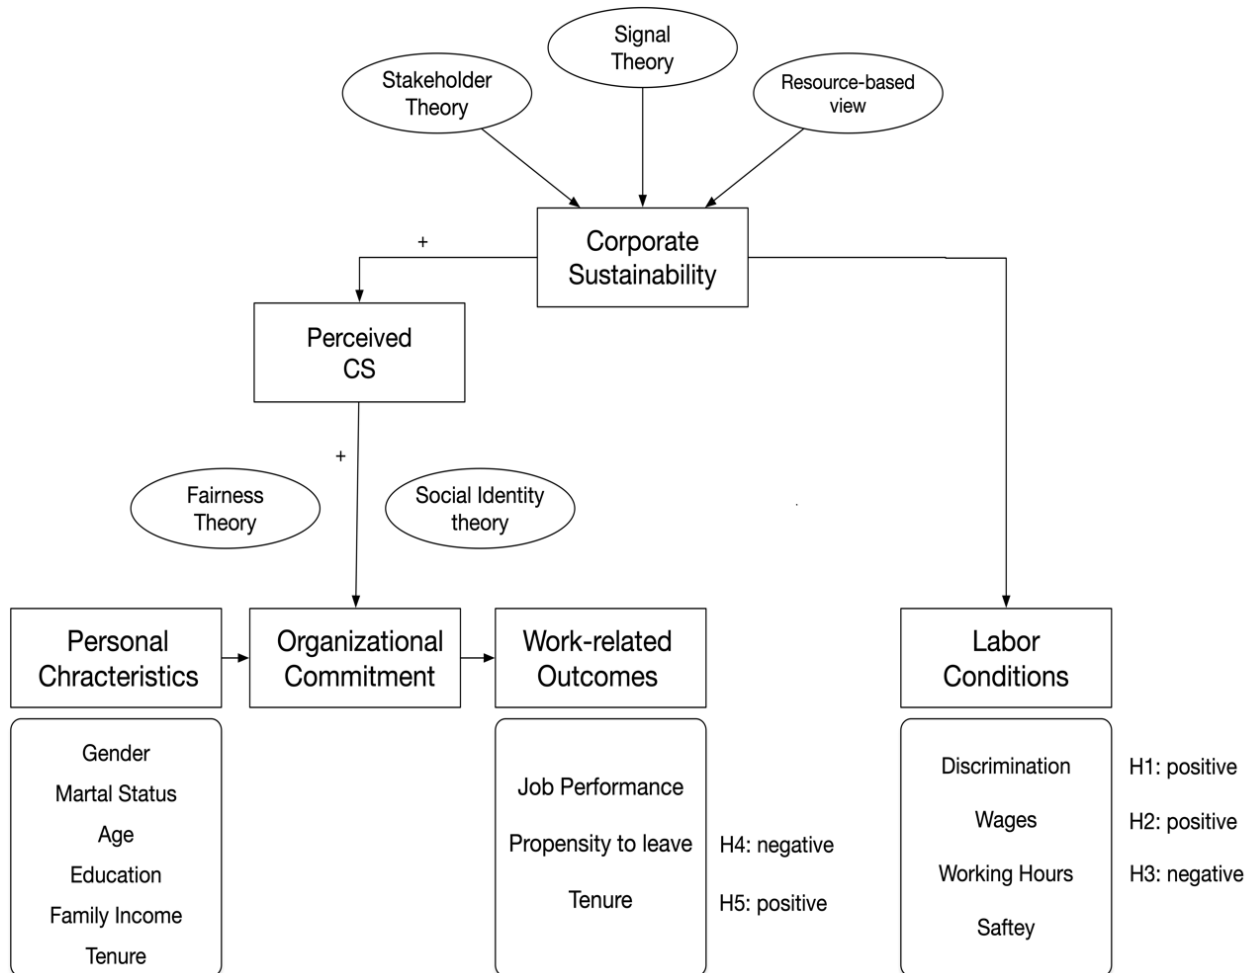 Signal
Theory
Stakeholder
Theory
Resource-based
view
Corporate
Sustainability
+
Perceived
CS
+
Fairness
Theory
Social Identity
theory
Personal
Chracteristics
Organizational
Commitment
Work-related
Outcomes
Labor
Conditions
Gender
Martal Status
Age
Education
Family Income
Tenure
Job Performance
Propensity to leave
H4: negative
Tenure
H5: positive
Discrimination
H1: positive
Wages
H2: positive
Working Hours
H3: negative
Saftey